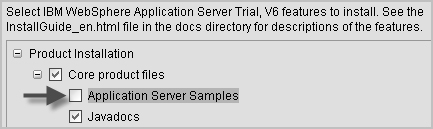 Select IBM WebSphere Application Server Trial, V6 features to install. See the
InstallGuide_en.html file in the docs directory for descriptions of the features.
Product Installation
Core product files
Application Server Samples
Javadocs